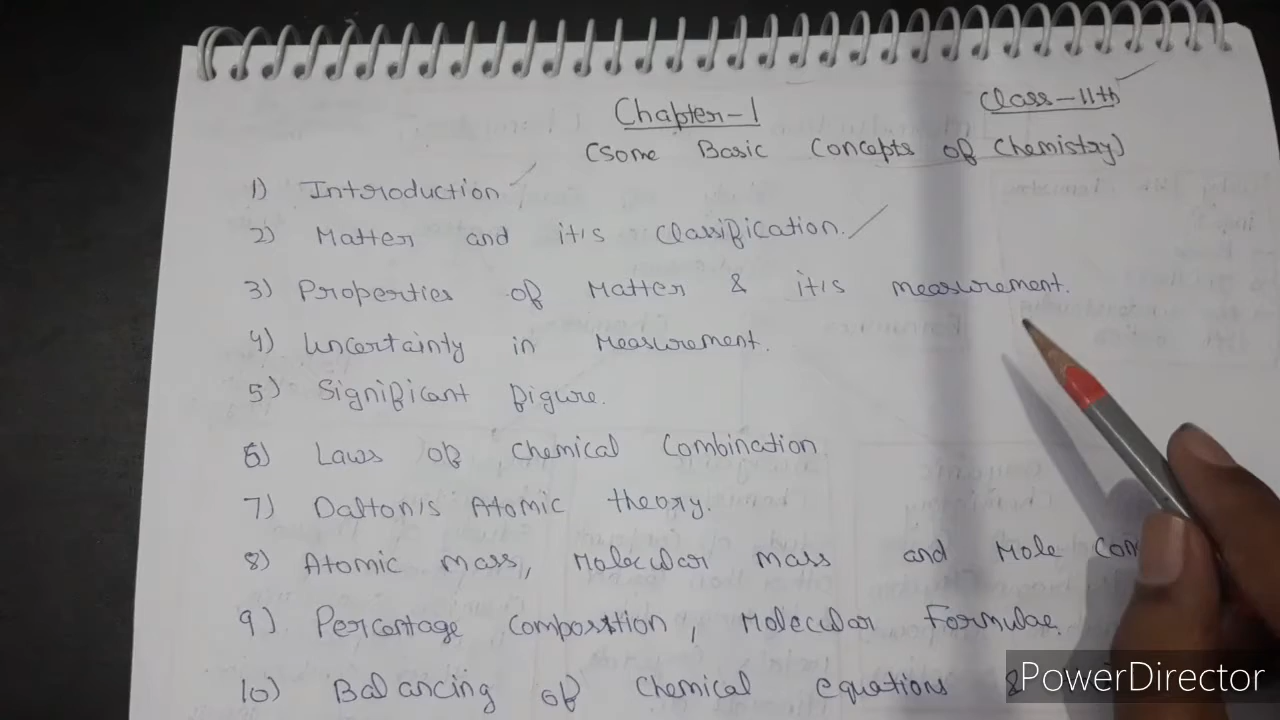 Class-11th
Chapter-1
(Some Basic Concepts of Chemistry)
1) Introduction
2) Matter and it's Classification.
3) Properties of Matter & it's measurement.
4) Uncertainty in Measurement.
5) Significant figure.
6) Laws of Chemical Combination
7) Dalton's Atomic theory.
8) Atomic mass, Molecular mass and Mole
9) Percentage composition, Molecular Formulae.
10) Balancing of Chemical equations &
PowerDirector